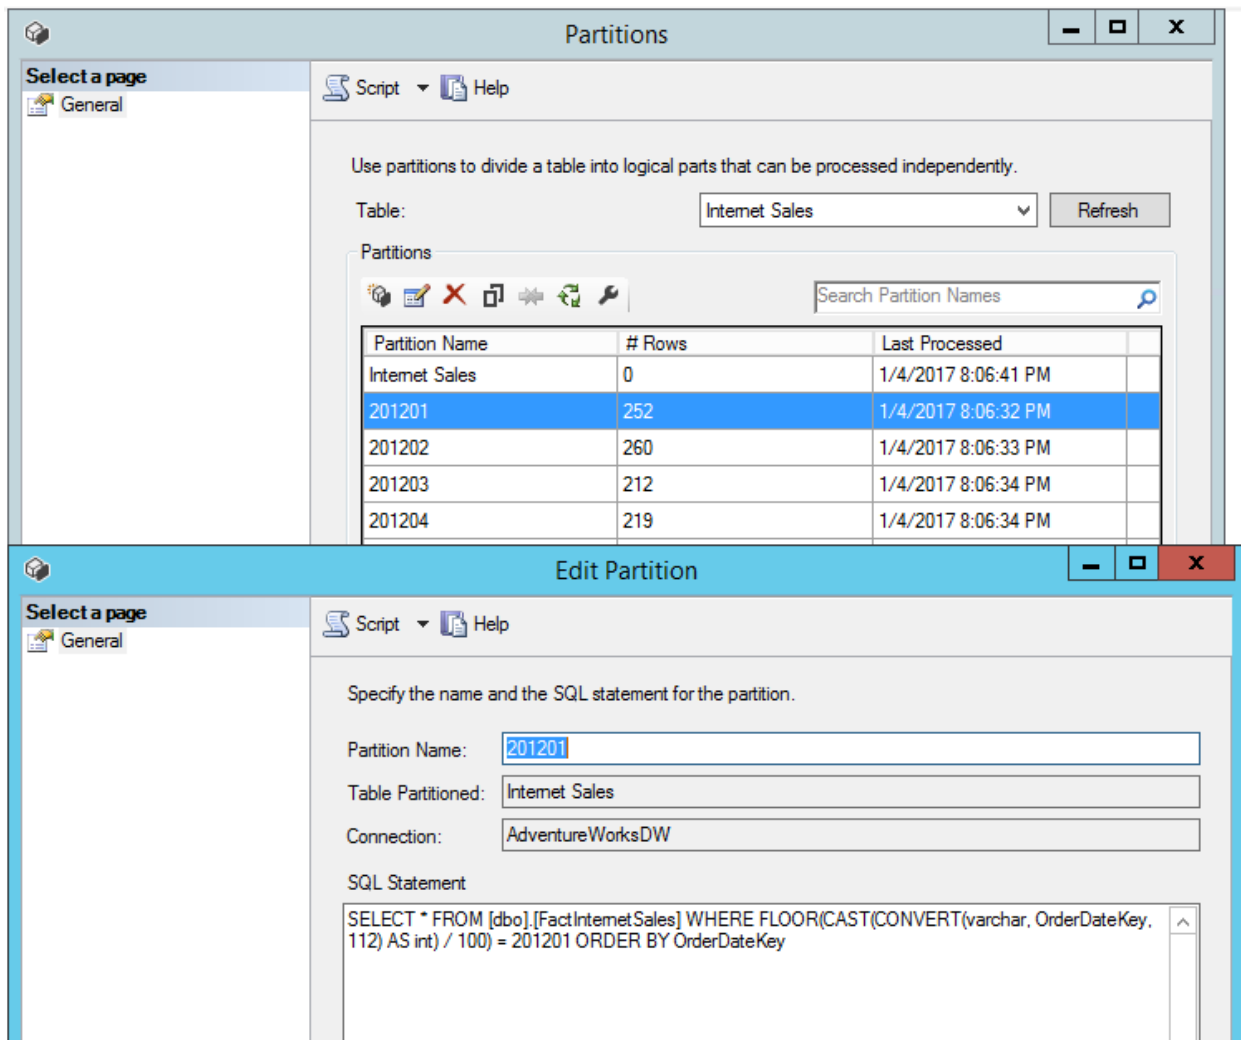 Partitions
Select a page
General
Script Help
Use partitions to divide a table into logical parts that can be processed independently.
Table: Internet Sales Refresh
Partitions
Search Partition Names
Partition Name # Rows Last Processed
Internet Sales 0 1/4/2017 8:06:41 PM
201201 252 1/4/2017 8:06:32 PM
201202 260 1/4/2017 8:06:33 PM
201203 212 1/4/2017 8:06:34 PM
201204 219 1/4/2017 8:06:34 PM
Edit Partition
Select a page
General
Script Help
Specify the name and the SQL statement for the partition.
Partition Name: 201201
Table Partitioned: Internet Sales
Connection: AdventureWorksDW
SQL Statement
SELECT * FROM [dbo].[FactInternetSales] WHERE FLOOR(CAST(CONVERT(varchar, OrderDateKey,
112) AS int) / 100) = 201201 ORDER BY OrderDateKey